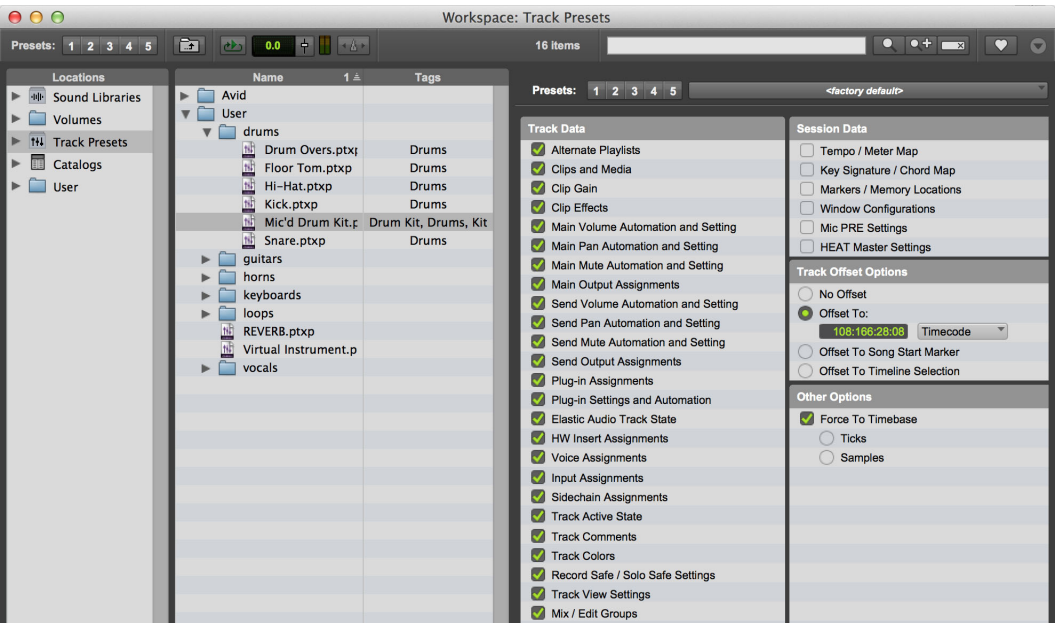 Workspace: Track Presets
Presets: 1 2 3 4 5
0.0
16 items
Locations
Sound Libraries
Volumes
Track Presets
Catalogs
User
Name 1 Tags
Avid
User
drums
Drum Overs.ptxp Drums
Floor Tom.ptxp Drums
Hi-Hat.ptxp Drums
Kick.ptxp Drums
Mic'd Drum Kit.p Drum Kit, Drums, Kit
Snare.ptxp Drums
guitars
horns
keyboards
loops
REVERB.ptxp
Virtual Instrument.p
vocals
Presets: 1 2 3 4 5 <factory default>
Track Data
Alternate Playlists
Clips and Media
Clip Gain
Clip Effects
Main Volume Automation and Setting
Main Pan Automation and Setting
Main Mute Automation and Setting
Main Output Assignments
Send Volume Automation and Setting
Send Pan Automation and Setting
Send Mute Automation and Setting
Send Output Assignments
Plug-in Assignments
Plug-in Settings and Automation
Elastic Audio Track State
HW Insert Assignments
Voice Assignments
Input Assignments
Sidechain Assignments
Track Active State
Track Comments
Track Colors
Record Safe / Solo Safe Settings
Track View Settings
Mix / Edit Groups
Session Data
Tempo / Meter Map
Key Signature / Chord Map
Markers / Memory Locations
Window Configurations
Mic PRE Settings
HEAT Master Settings
Track Offset Options
No Offset
Offset To:
108:166:28:08 Timecode
Offset To Song Start Marker
Offset To Timeline Selection
Other Options
Force To Timebase
Ticks
Samples